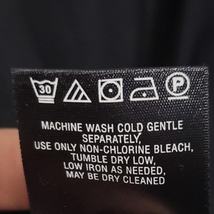 30 P
MACHINE WASH COLD GENTLE
SEPARATELY,
USE ONLY NON-CHLORINE BLEACH,
TUMBLE DRY LOW,
LOW IRON AS NEEDED,
MAY BE DRY CLEANED